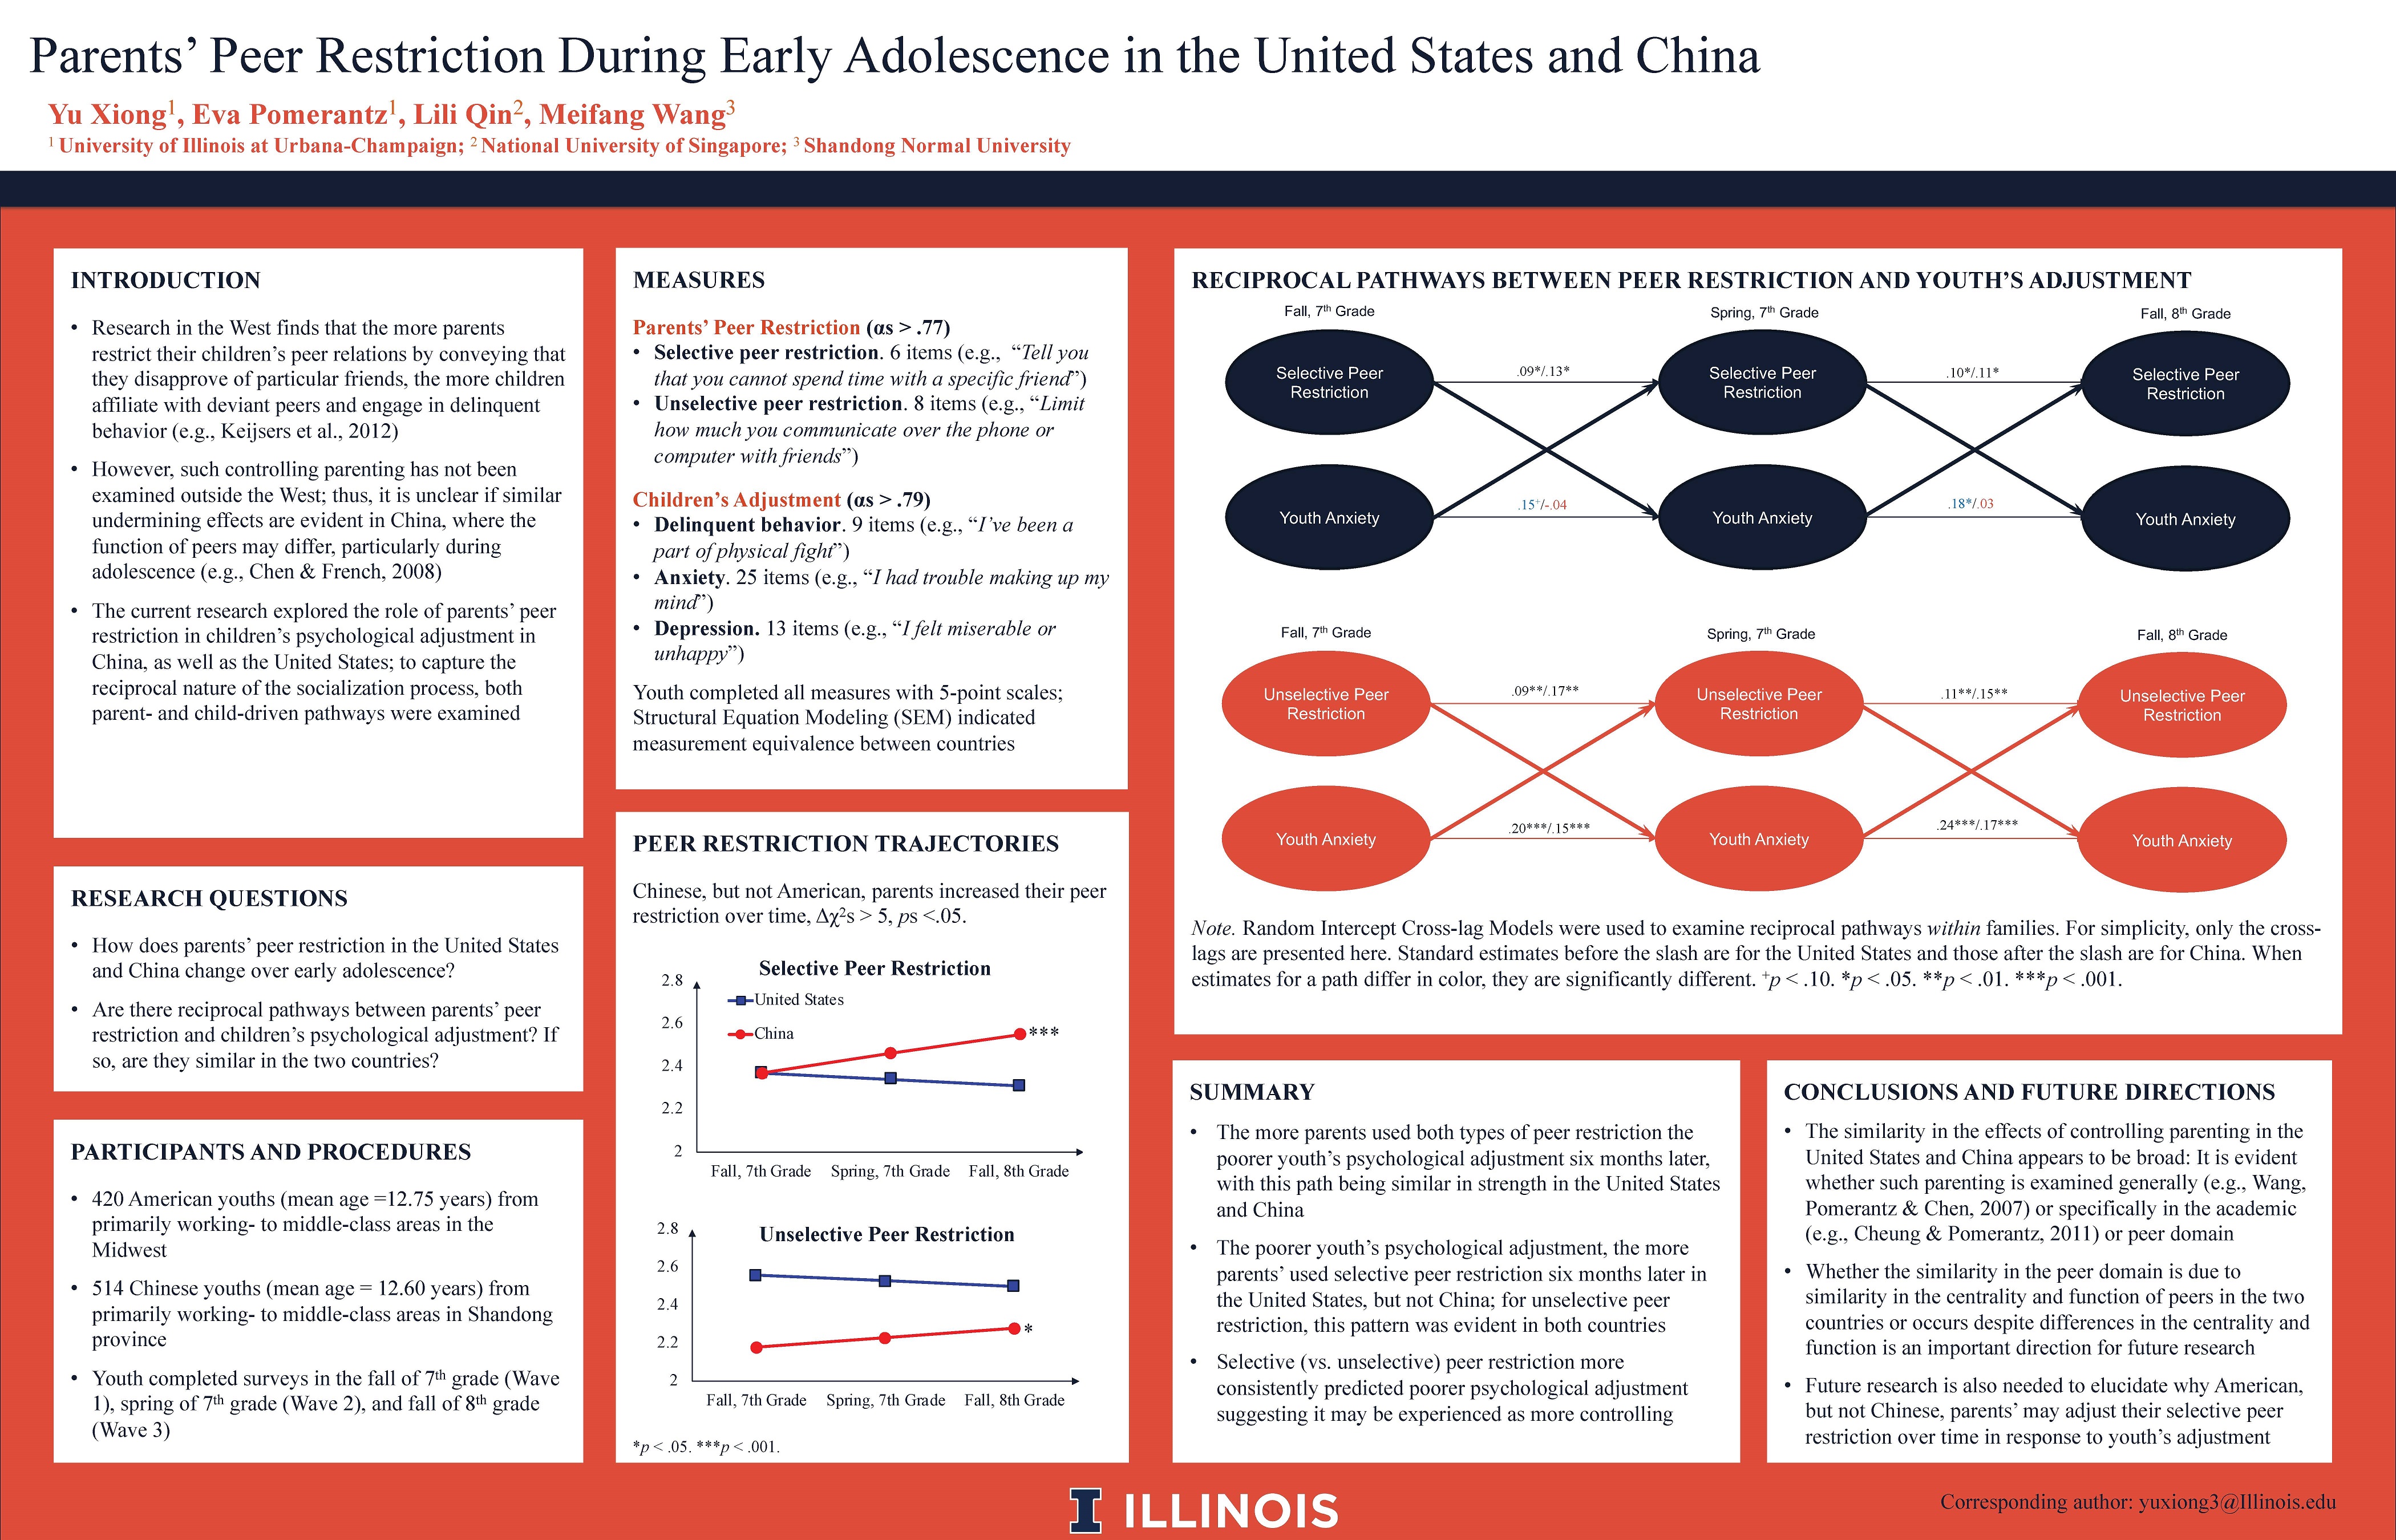 Parents’ Peer Restriction During Early Adolescence in the United States and China
Yu Xiong¹, Eva Pomerantz¹, Lili Qin², Meifang Wang³
¹ University of Illinois at Urbana-Champaign; ² National University of Singapore; ³ Shandong Normal University
INTRODUCTION
• Research in the West finds that the more parents
restrict their children’s peer relations by conveying that
they disapprove of particular friends, the more children
affiliate with deviant peers and engage in delinquent
behavior (e.g., Keijsers et al., 2012)
• However, such controlling parenting has not been
examined outside the West; thus, it is unclear if similar
undermining effects are evident in China, where the
function of peers may differ, particularly during
adolescence (e.g., Chen & French, 2008)
• The current research explored the role of parents’ peer
restriction in children’s psychological adjustment in
China, as well as the United States; to capture the
reciprocal nature of the socialization process, both
parent- and child-driven pathways were examined
RESEARCH QUESTIONS
• How does parents’ peer restriction in the United States
and China change over early adolescence?
• Are there reciprocal pathways between parents’ peer
restriction and children’s psychological adjustment? If
so, are they similar in the two countries?
PARTICIPANTS AND PROCEDURES
• 420 American youths (mean age =12.75 years) from
primarily working- to middle-class areas in the
Midwest
• 514 Chinese youths (mean age = 12.60 years) from
primarily working- to middle-class areas in Shandong
province
• Youth completed surveys in the fall of 7th grade (Wave
1), spring of 7th grade (Wave 2), and fall of 8th grade
(Wave 3)
MEASURES
Parents’ Peer Restriction (αs > .77)
• Selective peer restriction. 6 items (e.g., “Tell you
that you cannot spend time with a specific friend”)
• Unselective peer restriction. 8 items (e.g., “Limit
how much you communicate over the phone or
computer with friends”)
Children’s Adjustment (αs > .79)
• Delinquent behavior. 9 items (e.g., “I’ve been a
part of physical fight”)
• Anxiety. 25 items (e.g., “I had trouble making up my
mind”)
• Depression. 13 items (e.g., “I felt miserable or
unhappy”)
Youth completed all measures with 5-point scales;
Structural Equation Modeling (SEM) indicated
measurement equivalence between countries
PEER RESTRICTION TRAJECTORIES
Chinese, but not American, parents increased their peer
restriction over time, Δχ²s > 5, ps <.05.
Selective Peer Restriction
2.8
United States
2.6
China
***
2.4
2.2
2
Fall, 7th Grade Spring, 7th Grade Fall, 8th Grade
Unselective Peer Restriction
2.8
2.6
2.4
2.2
*
2
Fall, 7th Grade Spring, 7th Grade Fall, 8th Grade
*p < .05. ***p < .001.
RECIPROCAL PATHWAYS BETWEEN PEER RESTRICTION AND YOUTH’S ADJUSTMENT
Fall, 7th Grade Spring, 7th Grade Fall, 8th Grade
Selective Peer
Restriction
.09*/.13*
Selective Peer
Restriction
.10*/.11*
Selective Peer
Restriction
Youth Anxiety
.15⁺/-.04
Youth Anxiety
.18*/.03
Youth Anxiety
Fall, 7th Grade Spring, 7th Grade Fall, 8th Grade
Unselective Peer
Restriction
.09**/.17**
Unselective Peer
Restriction
.11**/.15**
Unselective Peer
Restriction
Youth Anxiety
.20***/.15***
Youth Anxiety
.24***/.17***
Youth Anxiety
Note. Random Intercept Cross-lag Models were used to examine reciprocal pathways within families. For simplicity, only the cross-
lags are presented here. Standard estimates before the slash are for the United States and those after the slash are for China. When
estimates for a path differ in color, they are significantly different. ⁺p < .10. *p < .05. **p < .01. ***p < .001.
SUMMARY
• The more parents used both types of peer restriction the
poorer youth’s psychological adjustment six months later,
with this path being similar in strength in the United States
and China
• The poorer youth’s psychological adjustment, the more
parents’ used selective peer restriction six months later in
the United States, but not China; for unselective peer
restriction, this pattern was evident in both countries
• Selective (vs. unselective) peer restriction more
consistently predicted poorer psychological adjustment
suggesting it may be experienced as more controlling
CONCLUSIONS AND FUTURE DIRECTIONS
• The similarity in the effects of controlling parenting in the
United States and China appears to be broad: It is evident
whether such parenting is examined generally (e.g., Wang,
Pomerantz & Chen, 2007) or specifically in the academic
(e.g., Cheung & Pomerantz, 2011) or peer domain
• Whether the similarity in the peer domain is due to
similarity in the centrality and function of peers in the two
countries or occurs despite differences in the centrality and
function is an important direction for future research
• Future research is also needed to elucidate why American,
but not Chinese, parents’ may adjust their selective peer
restriction over time in response to youth’s adjustment
I ILLINOIS
Corresponding author: yuxiong3@Illinois.edu